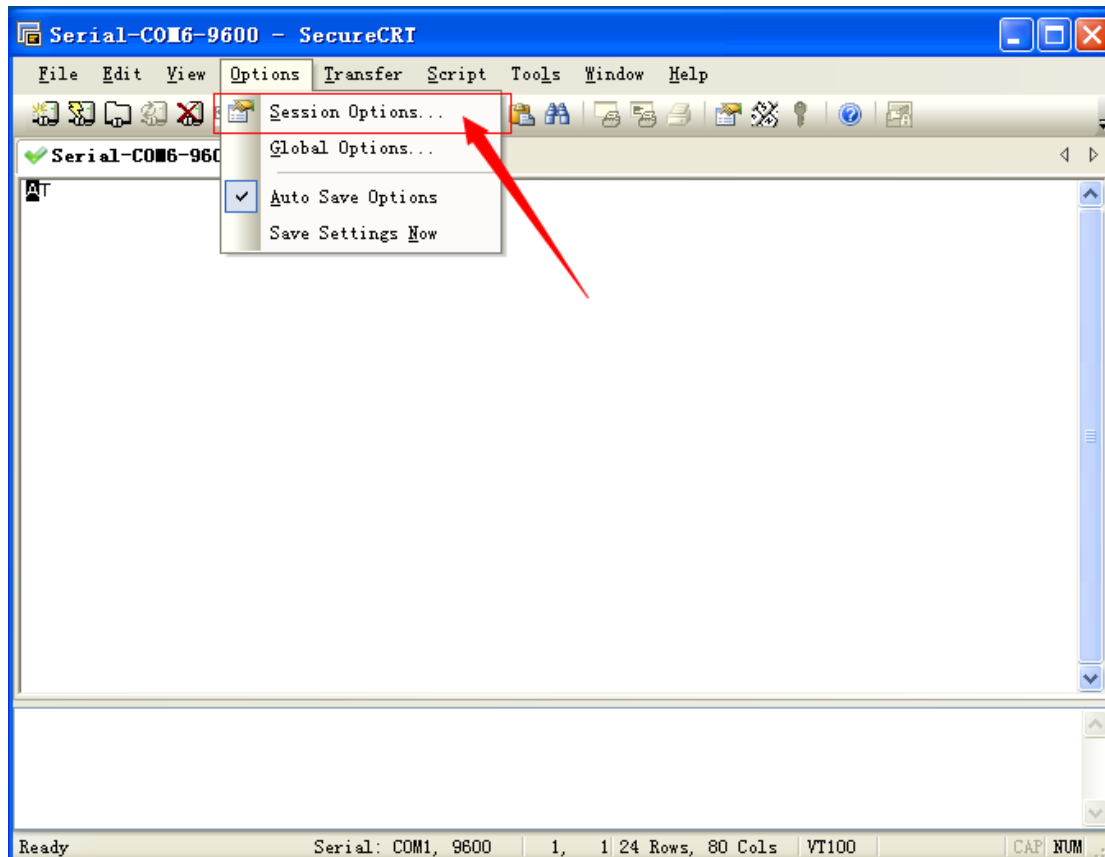 Serial-COM6-9600 - SecureCRT
File Edit View Options Transfer Script Tools Window Help
Session Options...
Serial-COM6-960
Global Options...
AT
Auto Save Options
Save Settings Now
Ready Serial: COM1, 9600 1, 1 24 Rows, 80 Cols VT100 CAP NUM